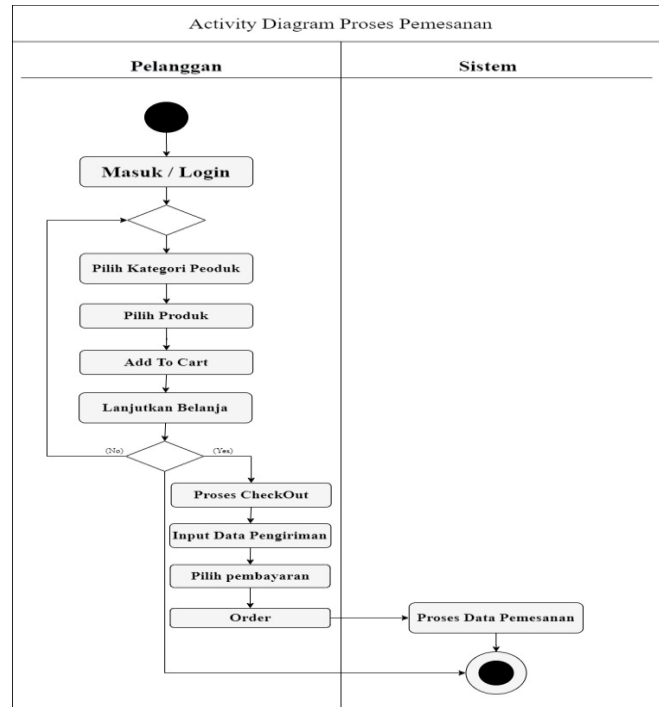 Activity Diagram Proses Pemesanan
Pelanggan
Sistem
Masuk / Login
Pilih Kategori Peoduk
Pilih Produk
Add To Cart
Lanjutkan Belanja
(No)
(Yes)
Proses CheckOut
Input Data Pengiriman
Pilih pembayaran
Order
Proses Data Pemesanan